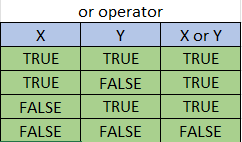 or operator
X Y X or Y
TRUE TRUE TRUE
TRUE FALSE TRUE
FALSE TRUE TRUE
FALSE FALSE FALSE